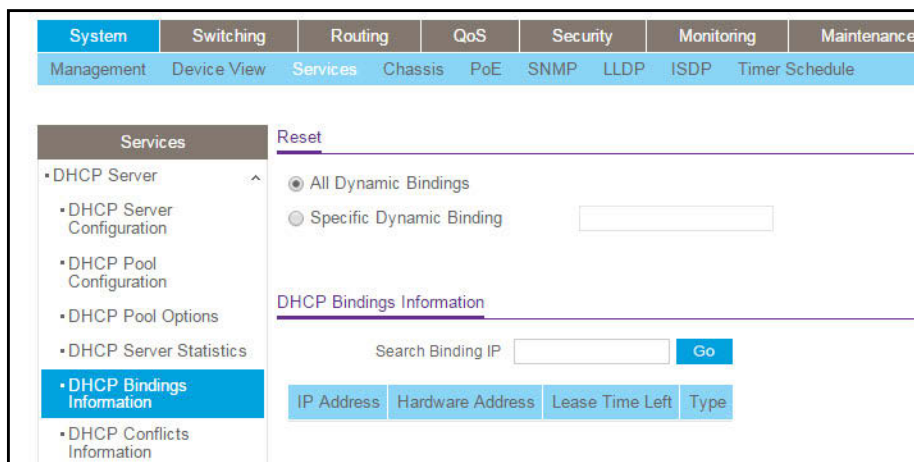 System Switching Routing QoS Security Monitoring Maintenance
Management Device View Services Chassis PoE SNMP LLDP ISDP Timer Schedule
Services
DHCP Server
DHCP Server
Configuration
DHCP Pool
Configuration
DHCP Pool Options
DHCP Server Statistics
DHCP Bindings
Information
DHCP Conflicts
Information
Reset
All Dynamic Bindings
Specific Dynamic Binding
DHCP Bindings Information
Search Binding IP Go
IP Address Hardware Address Lease Time Left Type